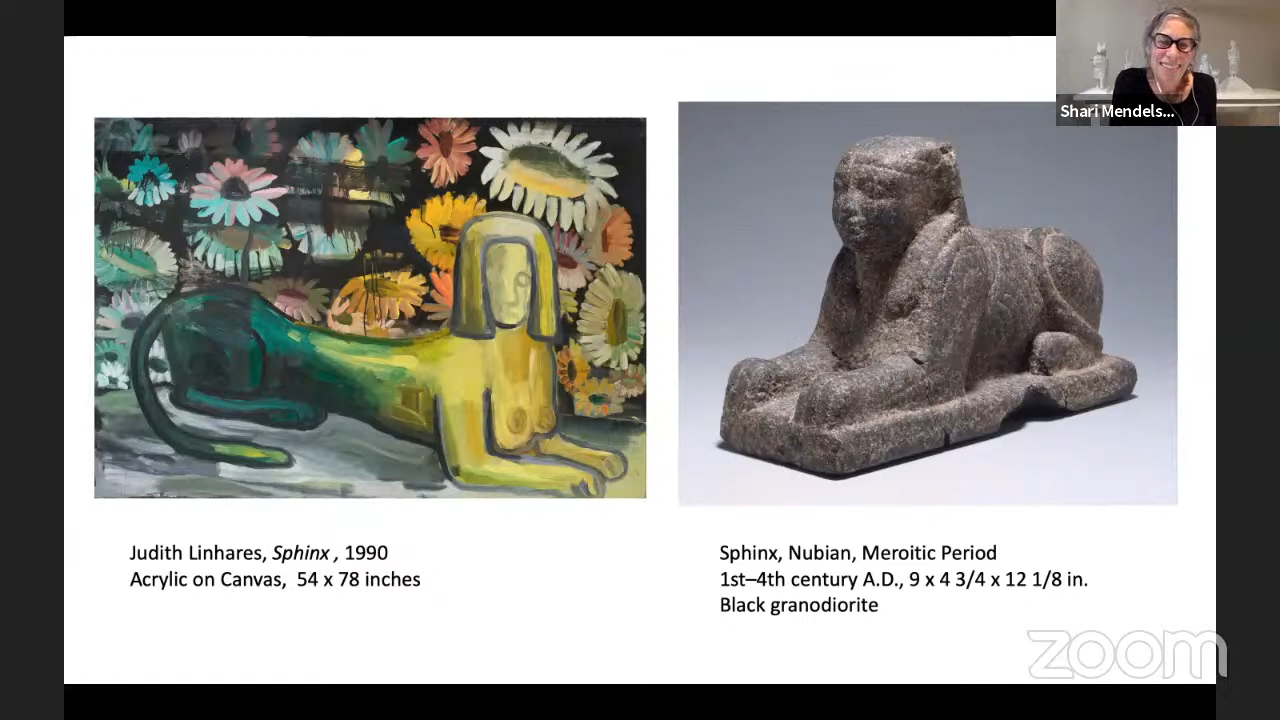 Shari Mendels...
Judith Linhares, Sphinx , 1990
Acrylic on Canvas, 54 x 78 inches
Sphinx, Nubian, Meroitic Period
1st–4th century A.D., 9 x 4 3/4 x 12 1/8 in.
Black granodiorite
zoom